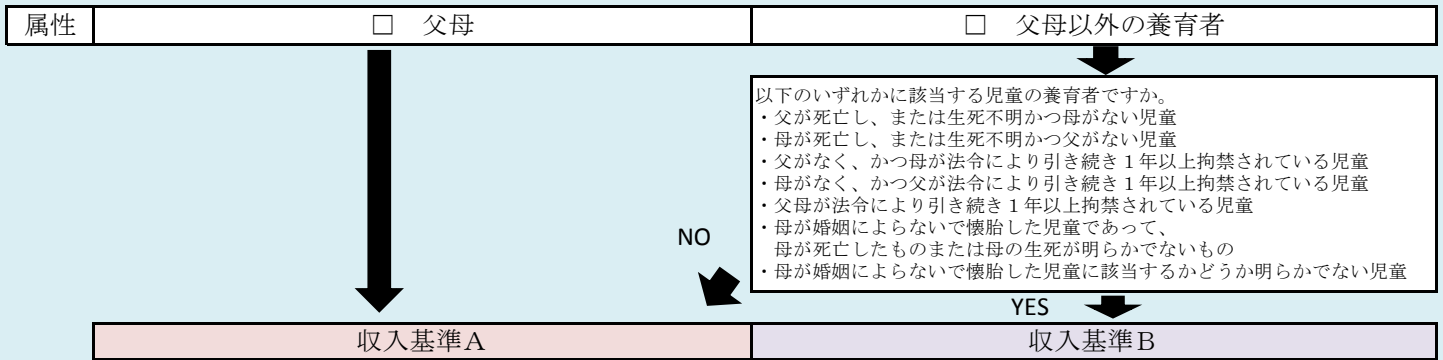 属性 □ 父母 □ 父母以外の養育者
以下のいずれかに該当する児童の養育者ですか。
・父が死亡し、または生死不明かつ母がない児童
・母が死亡し、または生死不明かつ父がない児童
・父がなく、かつ母が法令により引き続き１年以上拘禁されている児童
・母がなく、かつ父が法令により引き続き１年以上拘禁されている児童
・父母が法令により引き続き１年以上拘禁されている児童
・母が婚姻によらないで懐胎した児童であって、
母が死亡したものまたは母の生死が明らかでないもの
・母が婚姻によらないで懐胎した児童に該当するかどうか明らかでない児童
NO
YES
収入基準Ａ 収入基準Ｂ